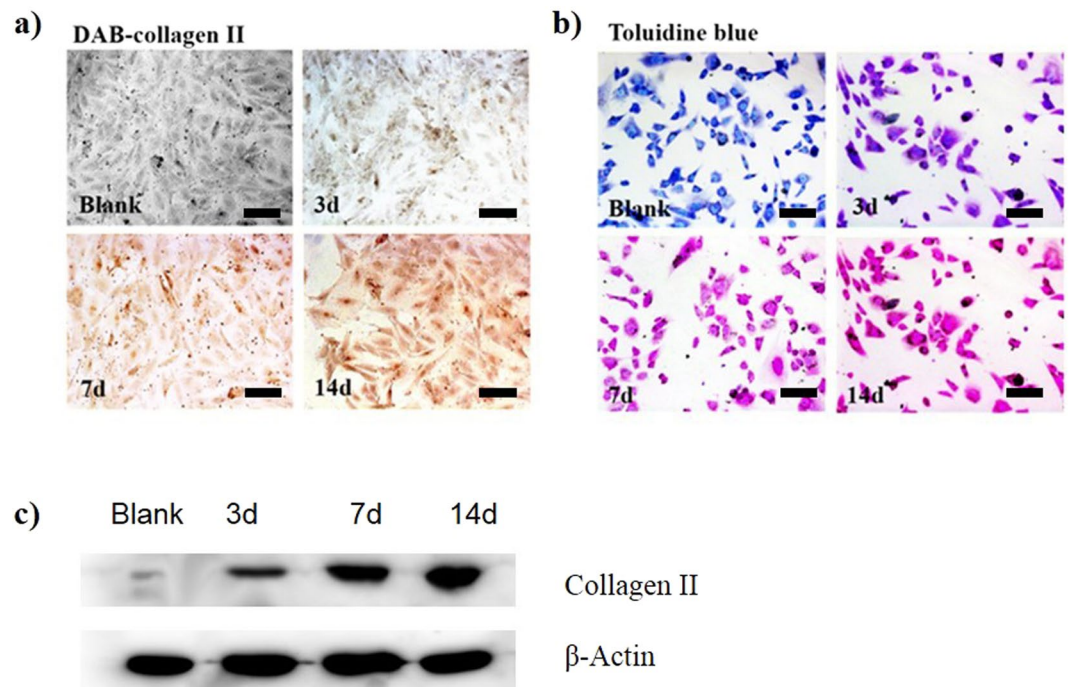 a)
DAB-collagen II
Blank
3d
7d
14d
b)
Toluidine blue
Blank
3d
7d
14d
c)
Blank 3d 7d 14d
Collagen II
β-Actin